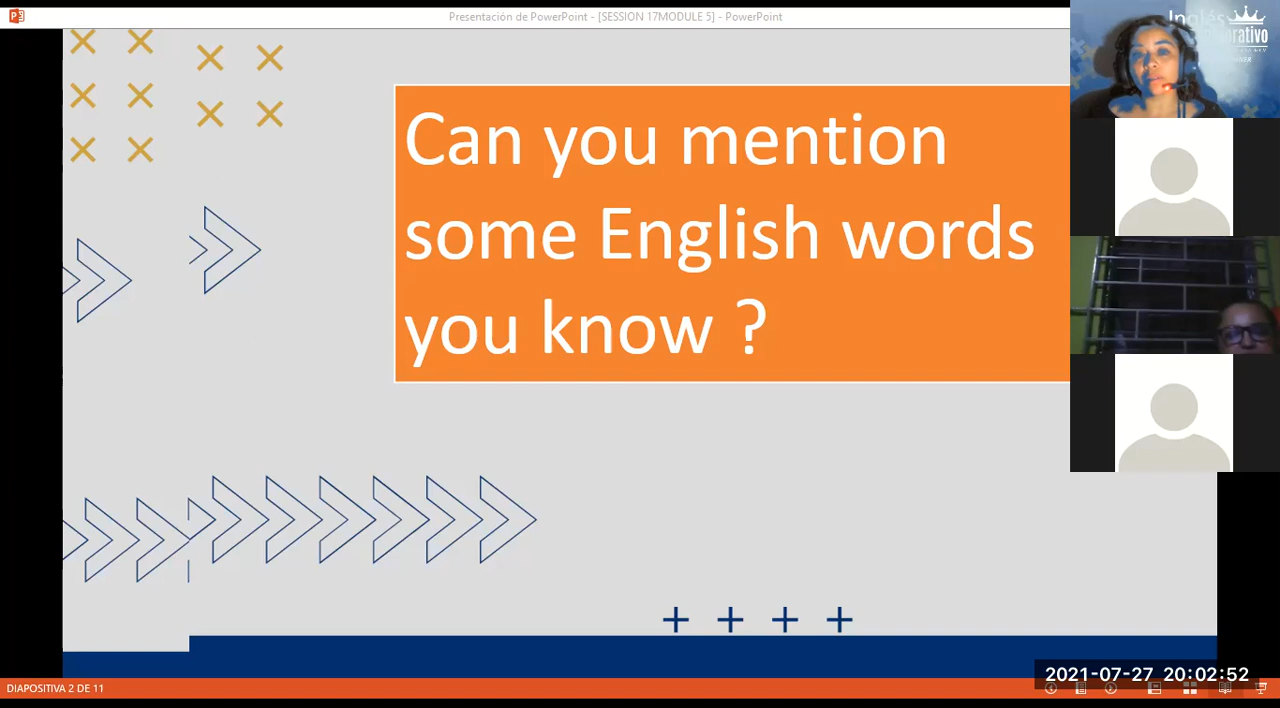 Presentación de PowerPoint - [SESSION 17MODULE 5] - PowerPoint
Inglés
Can you mention
some English words
you know ?
2021-07-27 20:02:52
DIAPOSITIVA 2 DE 11